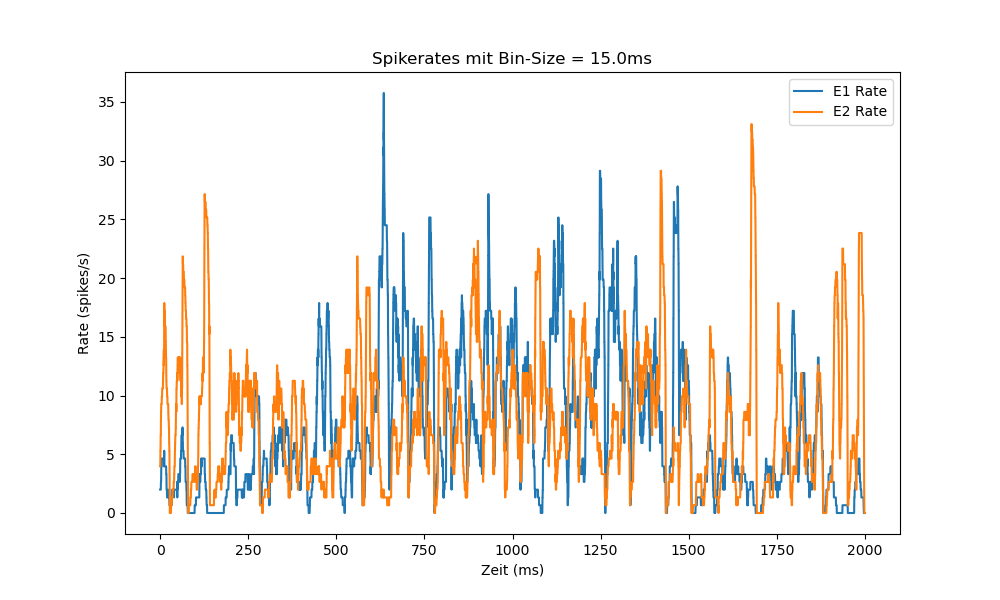 Spikerates mit Bin-Size = 15.0ms
E1 Rate
E2 Rate
35
30
25
20
15
10
5
0
Rate (spikes/s)
0 250 500 750 1000 1250 1500 1750 2000
Zeit (ms)